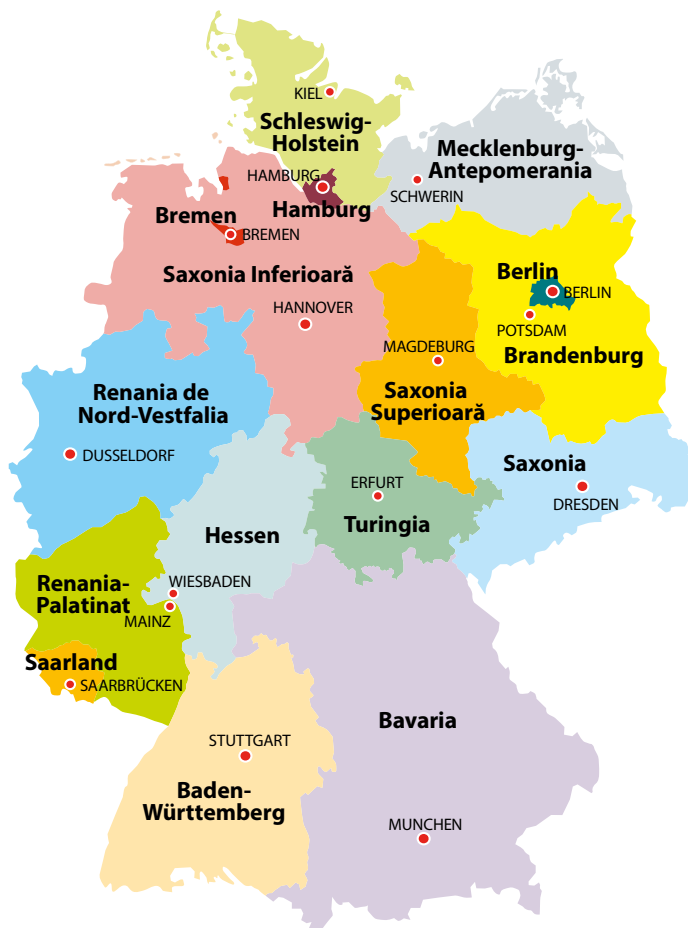 KIEL
Schleswig-
Holstein
Mecklenburg-
Antepomerania
HAMBURG
SCHWERIN
Hamburg
Bremen
BREMEN
Saxonia Inferioară
Berlin
BERLIN
HANNOVER
POTSDAM
MAGDEBURG
Brandenburg
Renania de
Nord-Vestfalia
Saxonia
Superioară
DUSSELDORF
Saxonia
ERFURT
DRESDEN
Turingia
Hessen
Renania-
Palatinat
WIESBADEN
MAINZ
Saarland
SAARBRÜCKEN
Bavaria
STUTTGART
Baden-
Württemberg
MUNCHEN